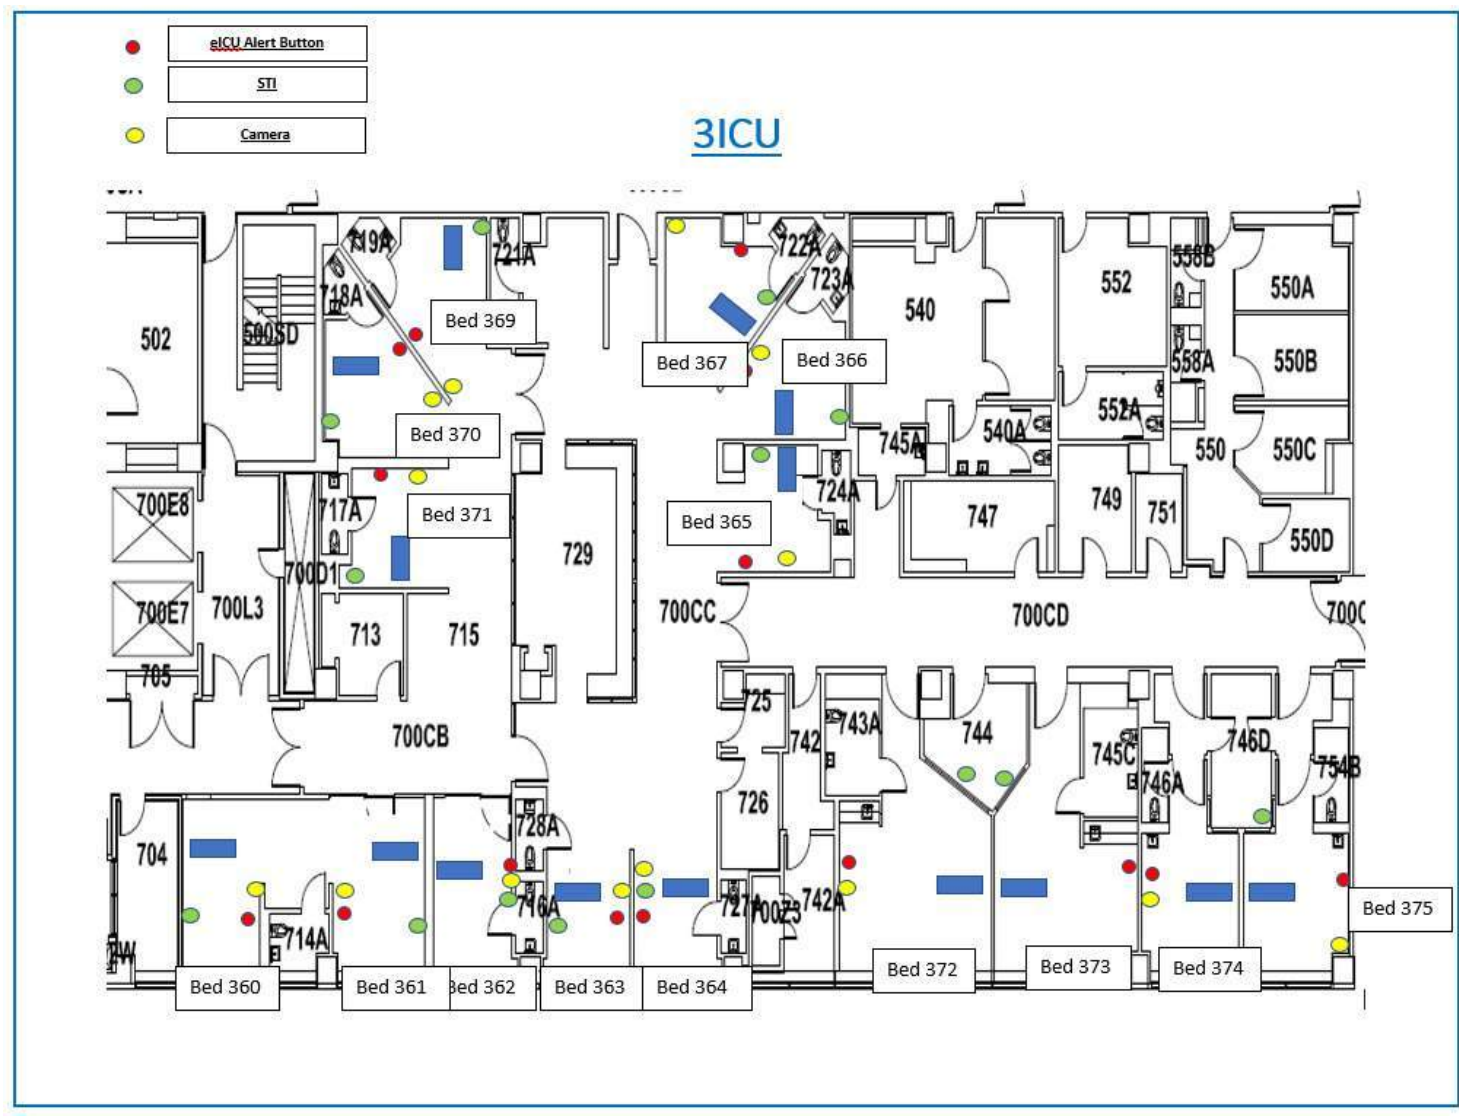 eICU Alert Button
STI
Camera
3ICU
719A
721A
722A
723A
718A
540
552
558B
550A
502
500SD
Bed 369
Bed 367
Bed 366
558A
550B
552A
Bed 370
540A
745A
550
550C
700E8
717A
Bed 371
Bed 365
724A
747
749
751
550D
729
700D1
700E7
700L3
713
715
700CC
700CD
705
725
700CB
742
743A
744
745C
746D
746A
754B
726
728A
704
716A
727A
700Z3
742A
714A
Bed 360
Bed 361
Bed 362
Bed 363
Bed 364
Bed 372
Bed 373
Bed 374
Bed 375